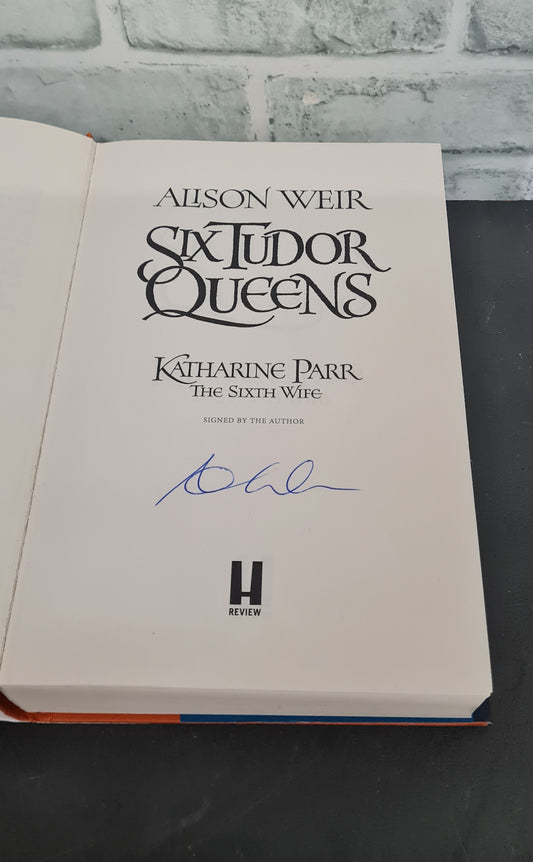 ALISON WEIR
SIX TUDOR
QUEENS
KATHARINE PARR
THE SIXTH WIFE
SIGNED BY THE AUTHOR
H
REVIEW